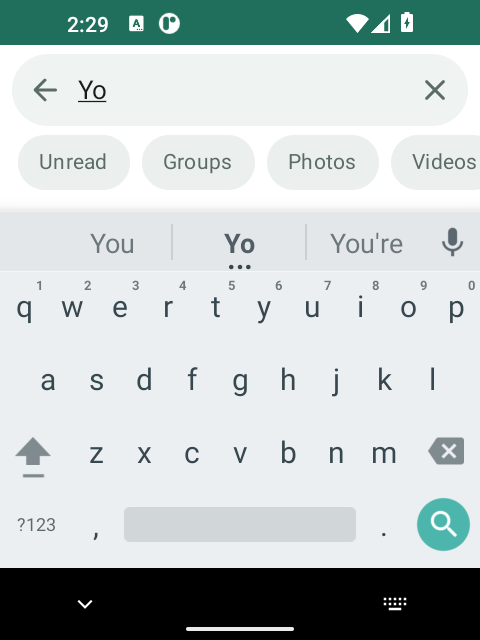 2:29 A
Yo
Unread Groups Photos Videos
You Yo You're
1 2 3 4 5 6 7 8 9 0
q w e r t y u i o p
a s d f g h j k l
z x c v b n m
?123 , .